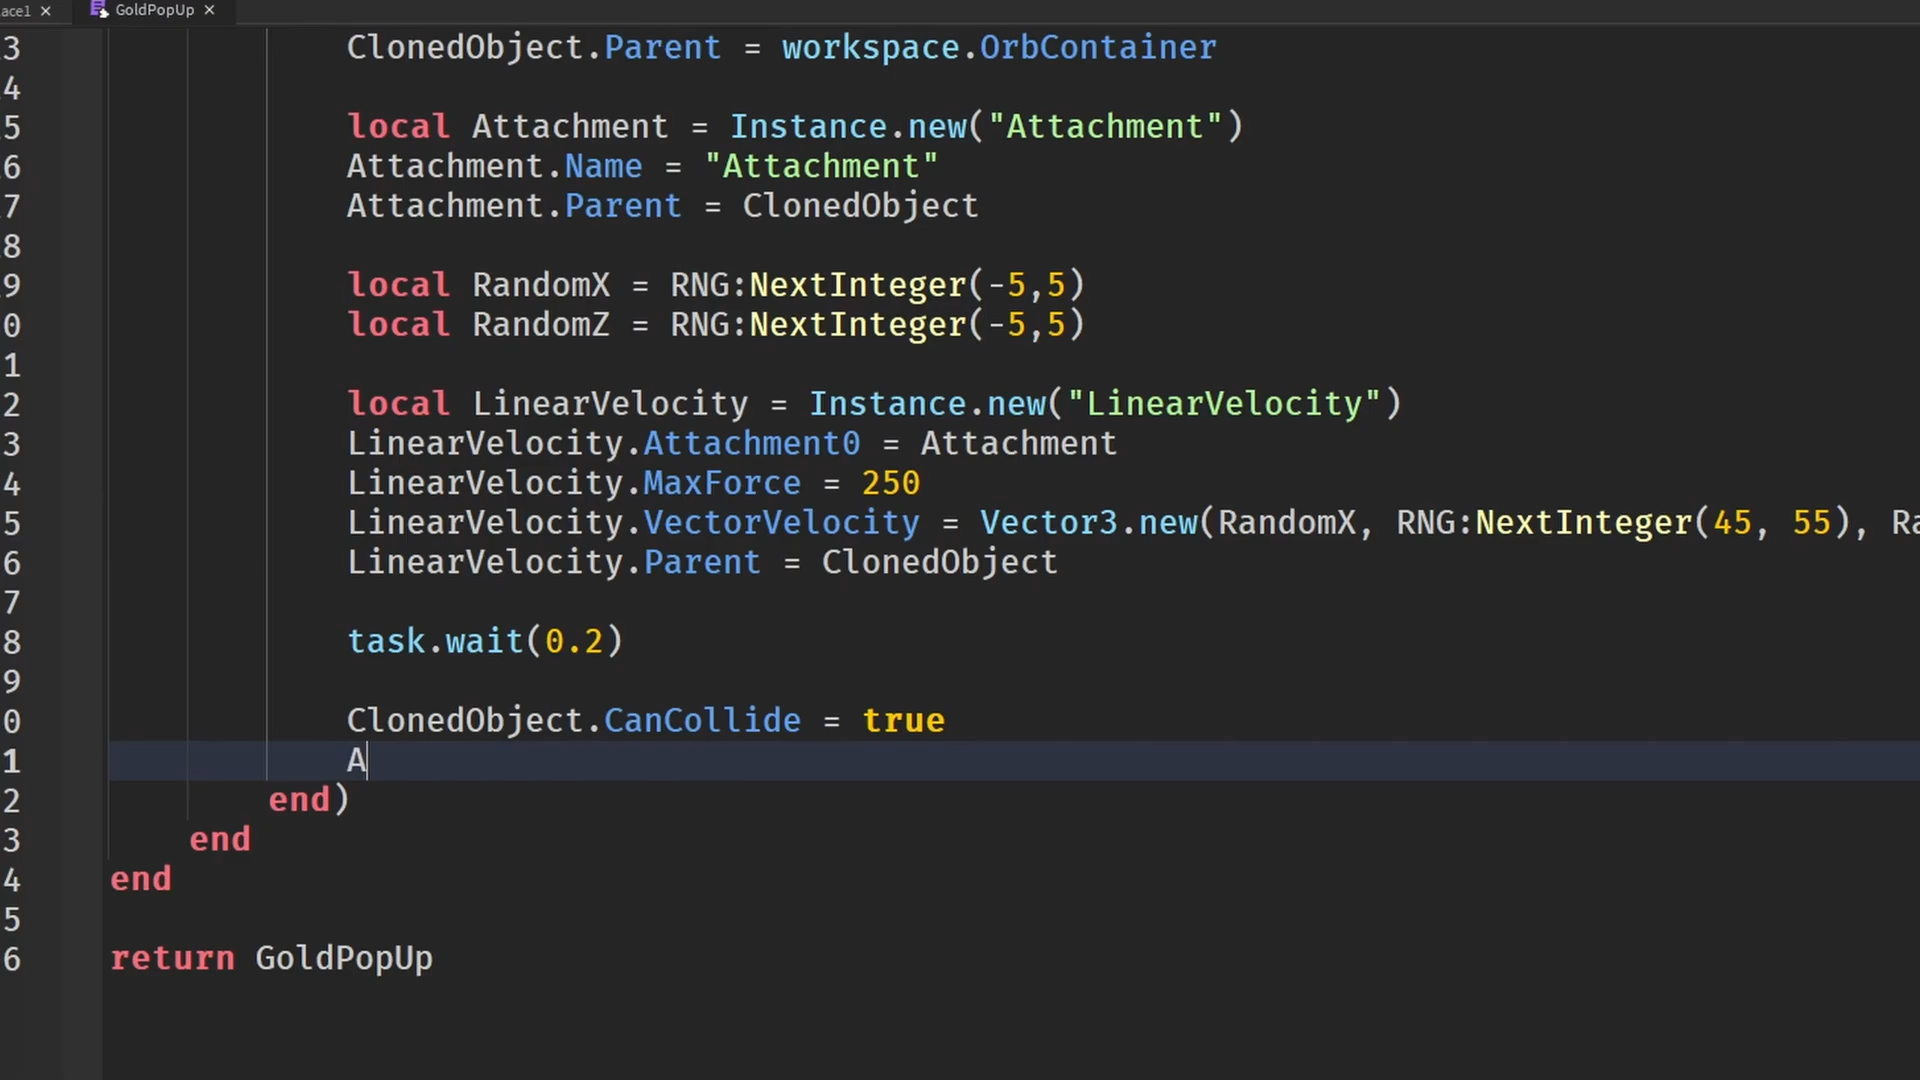 ace1 ×
GoldPopUp ×
3 ClonedObject.Parent = workspace.OrbContainer
4
5 local Attachment = Instance.new("Attachment")
6 Attachment.Name = "Attachment"
7 Attachment.Parent = ClonedObject
8
9 local RandomX = RNG:NextInteger(-5,5)
0 local RandomZ = RNG:NextInteger(-5,5)
1
2 local LinearVelocity = Instance.new("LinearVelocity")
3 LinearVelocity.Attachment0 = Attachment
4 LinearVelocity.MaxForce = 250
5 LinearVelocity.VectorVelocity = Vector3.new(RandomX, RNG:NextInteger(45, 55), Ra
6 LinearVelocity.Parent = ClonedObject
7
8 task.wait(0.2)
9
0 ClonedObject.CanCollide = true
1 A
2 end)
3 end
4 end
5
6 return GoldPopUp